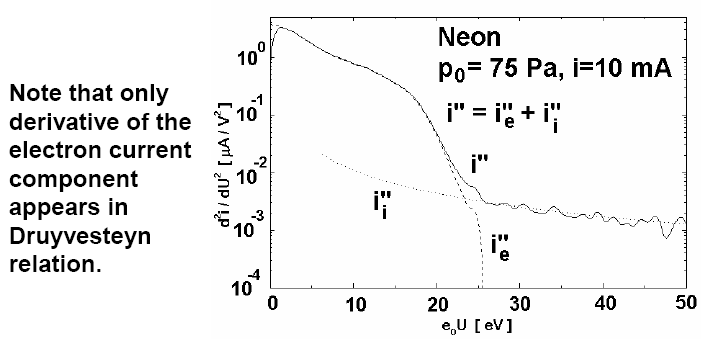 Note that only
derivative of the
electron current
component
appears in
Druyvesteyn
relation.
Neon
p₀= 75 Pa, i=10 mA
i" = i"ₑ + i"ᵢ
i"
i"ᵢ
i"ₑ
d²i / dU² [ μA / V² ]
10⁰
10⁻¹
10⁻²
10⁻³
10⁻⁴
0 10 20 30 40 50
e₀U [ eV ]